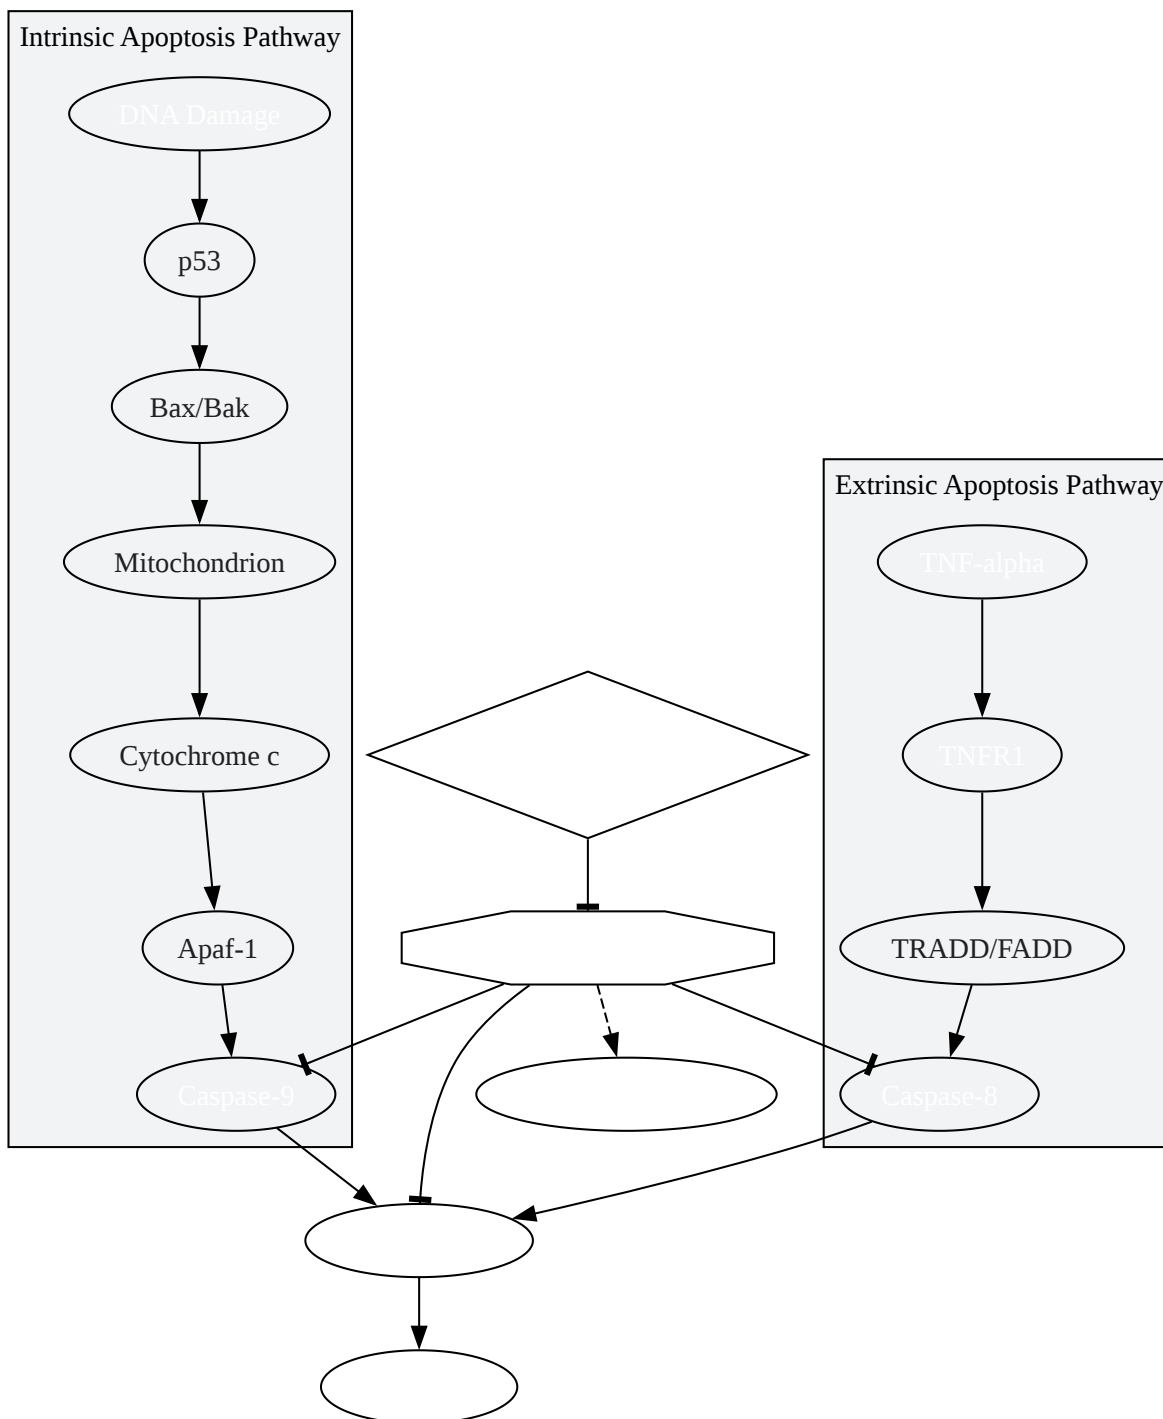 Intrinsic Apoptosis Pathway
DNA Damage
p53
Bax/Bak
Mitochondrion
Cytochrome c
Apaf-1
Caspase-9
Extrinsic Apoptosis Pathway
TNF-alpha
TNFR1
TRADD/FADD
Caspase-8